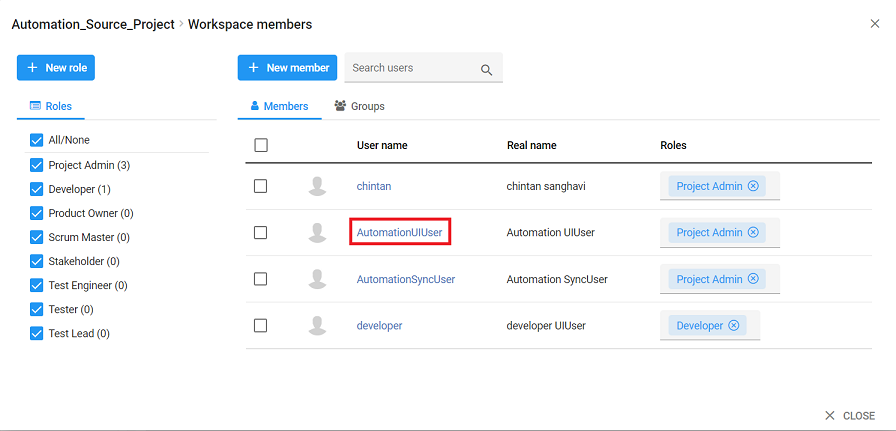 Automation_Source_Project > Workspace members
+ New role
+ New member
Search users
Roles
Members
Groups
All/None
Project Admin (3)
Developer (1)
Product Owner (0)
Scrum Master (0)
Stakeholder (0)
Test Engineer (0)
Tester (0)
Test Lead (0)
User name Real name Roles
chintan chintan sanghavi Project Admin
AutomationUIUser Automation UIUser Project Admin
AutomationSyncUser Automation SyncUser Project Admin
developer developer UIUser Developer
CLOSE